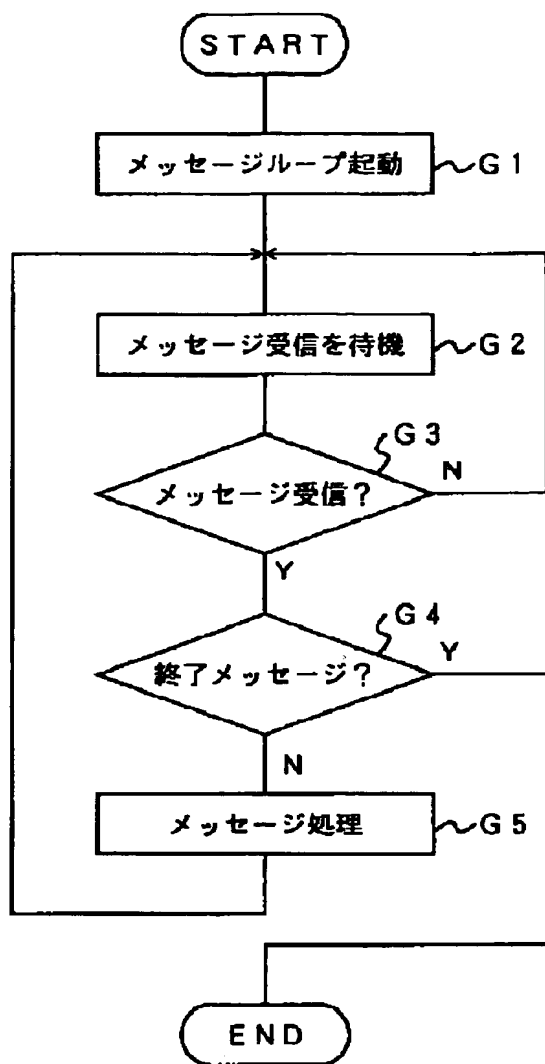 START
メッセージループ起動 G1
メッセージ受信を待機 G2
G3
メッセージ受信？ N
Y
G4
終了メッセージ？ Y
N
メッセージ処理 G5
END